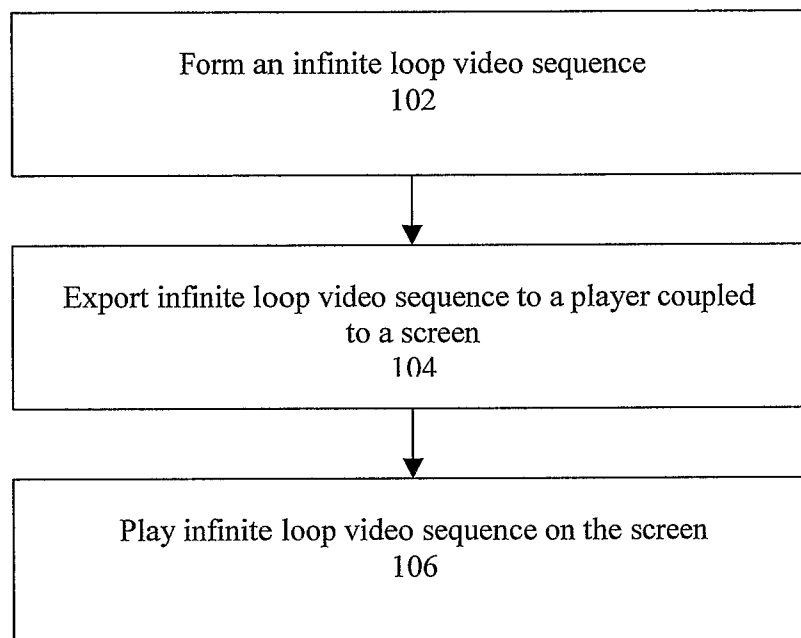 Form an infinite loop video sequence
102
Export infinite loop video sequence to a player coupled
to a screen
104
Play infinite loop video sequence on the screen
106